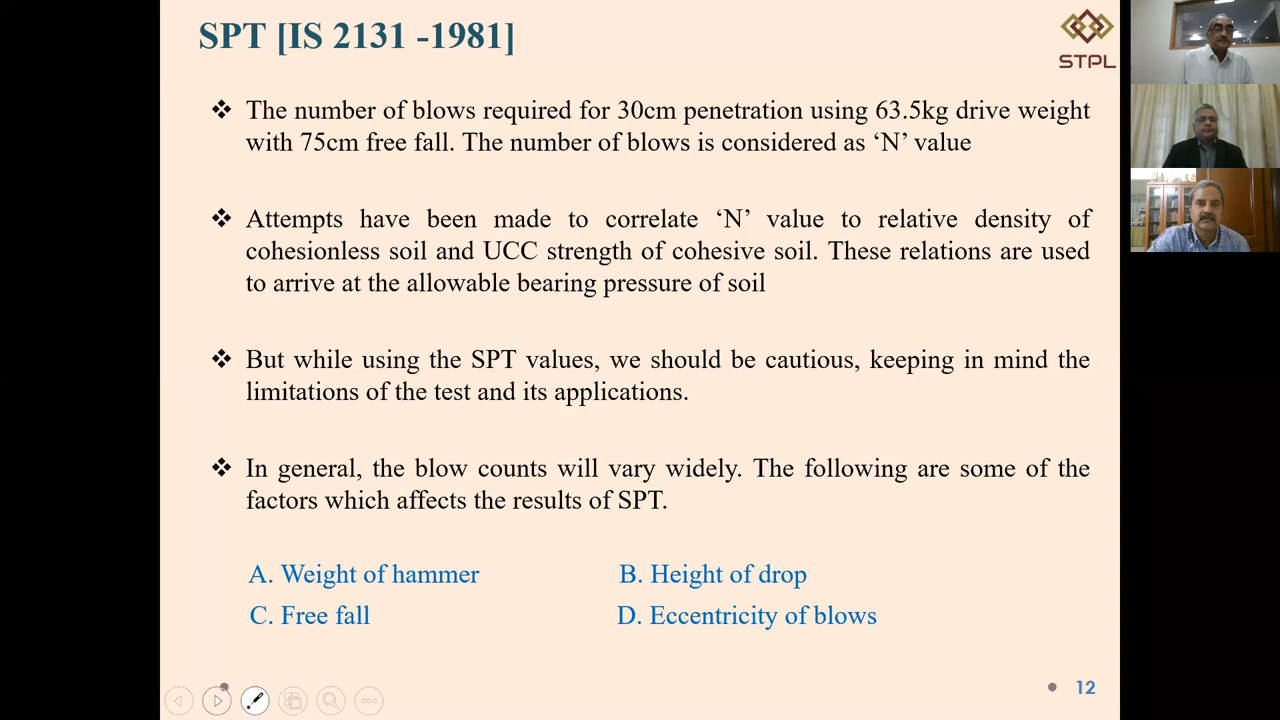 SPT [IS 2131 -1981]
STPL
❖ The number of blows required for 30cm penetration using 63.5kg drive weight
with 75cm free fall. The number of blows is considered as ‘N’ value
❖ Attempts have been made to correlate ‘N’ value to relative density of
cohesionless soil and UCC strength of cohesive soil. These relations are used
to arrive at the allowable bearing pressure of soil
❖ But while using the SPT values, we should be cautious, keeping in mind the
limitations of the test and its applications.
❖ In general, the blow counts will vary widely. The following are some of the
factors which affects the results of SPT.
A. Weight of hammer B. Height of drop
C. Free fall D. Eccentricity of blows
12